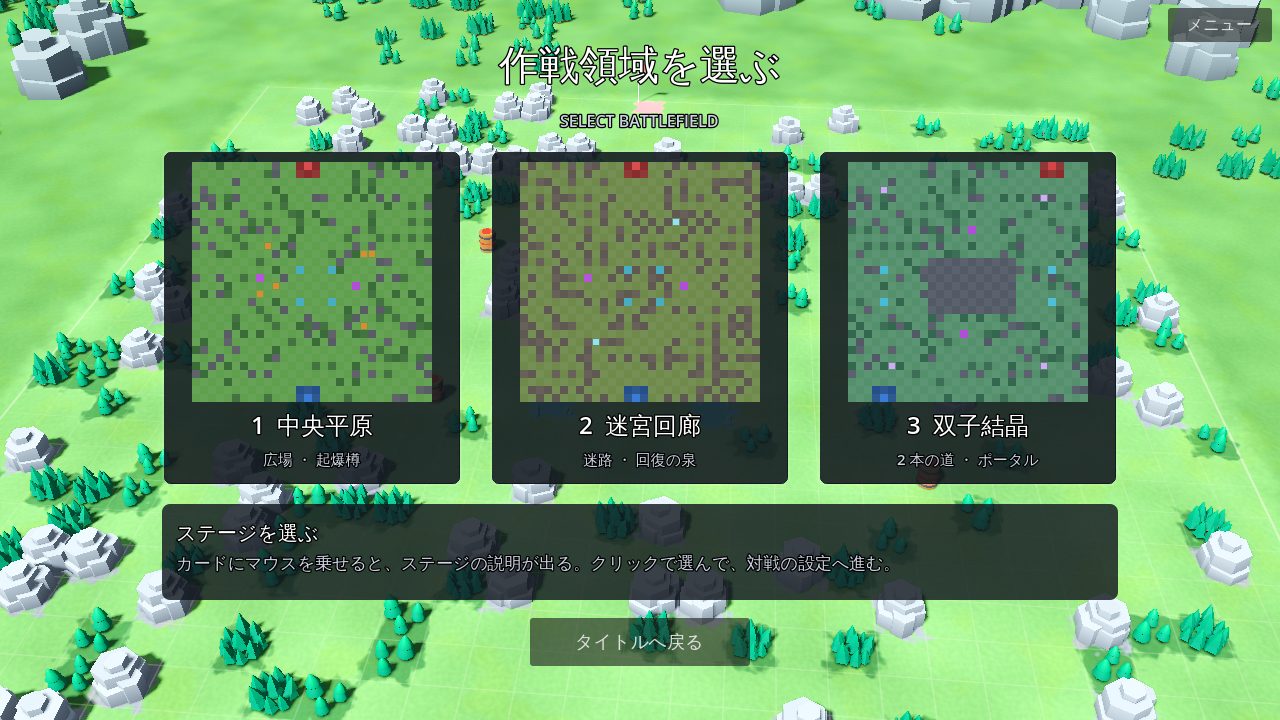 メニュー
作戦領域を選ぶ
SELECT BATTLEFIELD
1 中央平原
広場 ・ 起爆樽
2 迷宮回廊
迷路 ・ 回復の泉
3 双子結晶
2 本の道 ・ ポータル
ステージを選ぶ
カードにマウスを乗せると、ステージの説明が出る。クリックで選んで、対戦の設定へ進む。
タイトルへ戻る